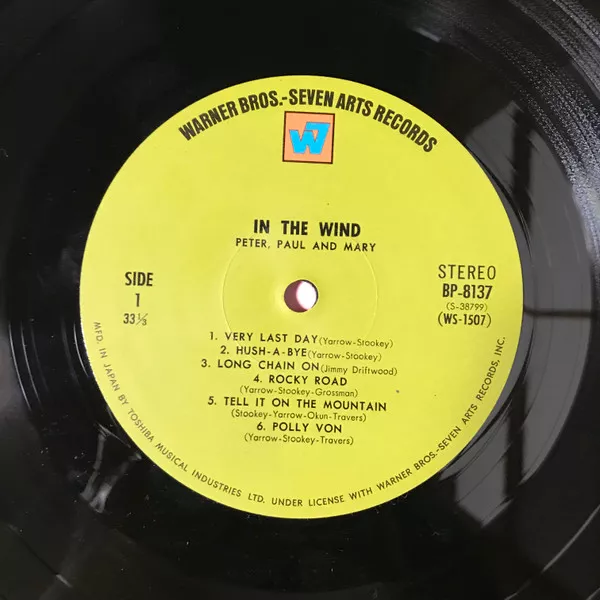 WARNER BROS.-SEVEN ARTS RECORDS
W7
IN THE WIND
PETER, PAUL AND MARY
SIDE
1
33⅓
STEREO
BP-8137
(S-38799)
(WS-1507)
1. VERY LAST DAY (Yarrow-Stookey)
2. HUSH-A-BYE (Yarrow-Stookey)
3. LONG CHAIN ON (Jimmy Driftwood)
4. ROCKY ROAD
(Yarrow-Stookey-Grossman)
5. TELL IT ON THE MOUNTAIN
(Stookey-Yarrow-Okun-Travers)
6. POLLY VON
(Yarrow-Stookey-Travers)
MFD. IN JAPAN BY TOSHIBA MUSICAL INDUSTRIES LTD. UNDER LICENSE WITH WARNER BROS.-SEVEN ARTS RECORDS, INC.